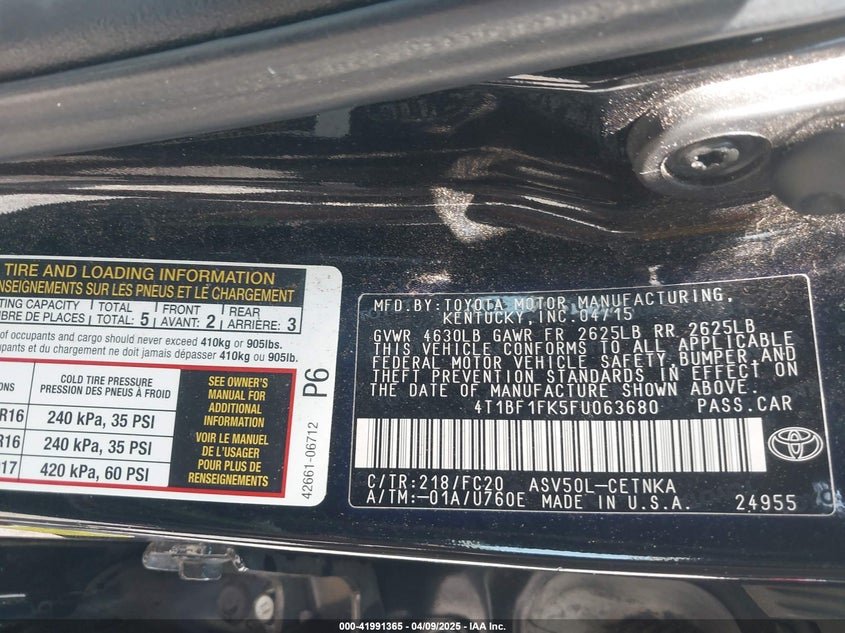 TIRE AND LOADING INFORMATION
NSEIGNEMENTS SUR LES PNEUS ET LE CHARGEMENT
TING CAPACITY TOTAL: 5 FRONT AVANT: 2 REAR ARRIÈRE: 3
MBRE DE PLACES
of occupants and cargo should never exceed 410kg or 905lbs.
cupants et du chargement ne doit jamais dépasser 410kg ou 905lb.
COLD TIRE PRESSURE
PRESSION DES PNEUS À FROID
R16 240 kPa, 35 PSI
R16 240 kPa, 35 PSI
17 420 kPa, 60 PSI
SEE OWNER'S
MANUAL FOR
ADDITIONAL
INFORMATION
VOIR LE MANUEL
DE L'USAGER
POUR PLUS DE
RENSEIGNEMENTS
P6
42661-06712
MFD.BY:TOYOTA MOTOR MANUFACTURING,
KENTUCKY, INC 04/15
GVWR 4630LB GAWR FR 2625LB RR 2625LB
THIS VEHICLE CONFORMS TO ALL APPLICABLE
FEDERAL MOTOR VEHICLE SAFETY, BUMPER, AND
THEFT PREVENTION STANDARDS IN EFFECT ON
THE DATE OF MANUFACTURE SHOWN ABOVE.
4T1BF1FK5FU063680 PASS.CAR
C/TR:218/FC20 ASV50L-CETNKA
A/TM:-01A/U760E MADE IN U.S.A. 24955
000-41991365 - 04/09/2025 - IAA Inc.